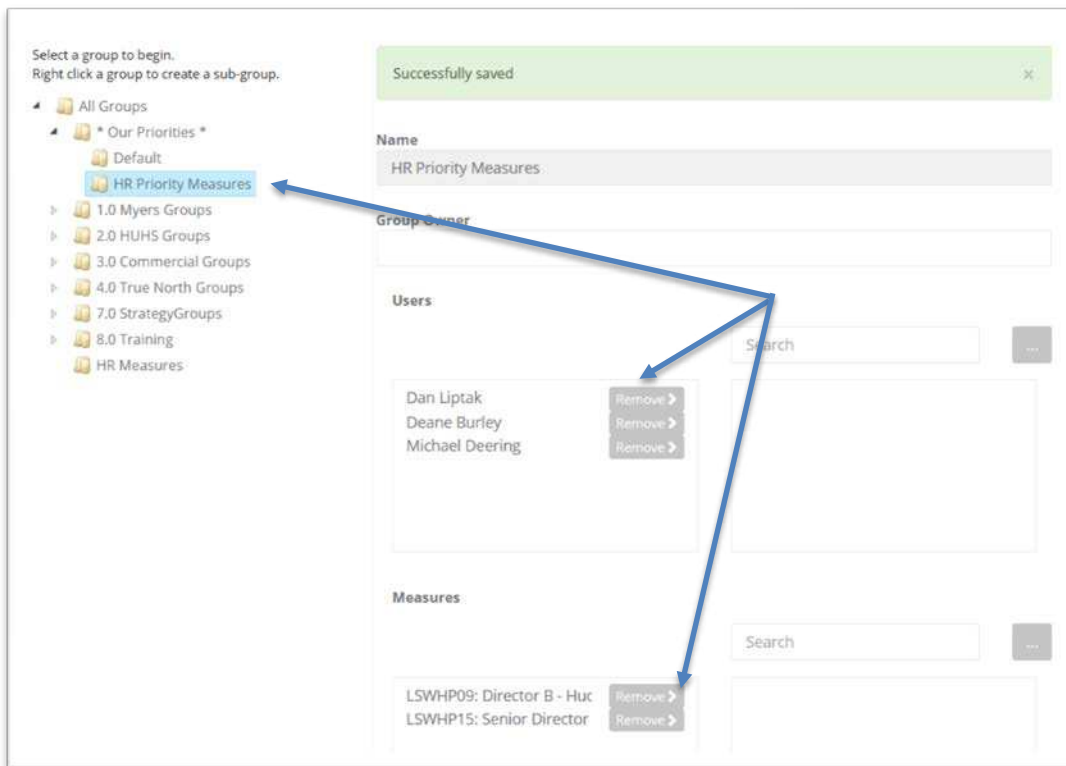 Select a group to begin.
Right click a group to create a sub-group.
All Groups
* Our Priorities *
Default
HR Priority Measures
1.0 Myers Groups
2.0 HUHS Groups
3.0 Commercial Groups
4.0 True North Groups
7.0 StrategyGroups
8.0 Training
HR Measures
Successfully saved ×
Name
HR Priority Measures
Group Owner
Users
Search ...
Dan Liptak Remove
Deane Burley Remove
Michael Deering Remove
Measures
Search ...
LSWHP09: Director B - Huc Remove
LSWHP15: Senior Director Remove